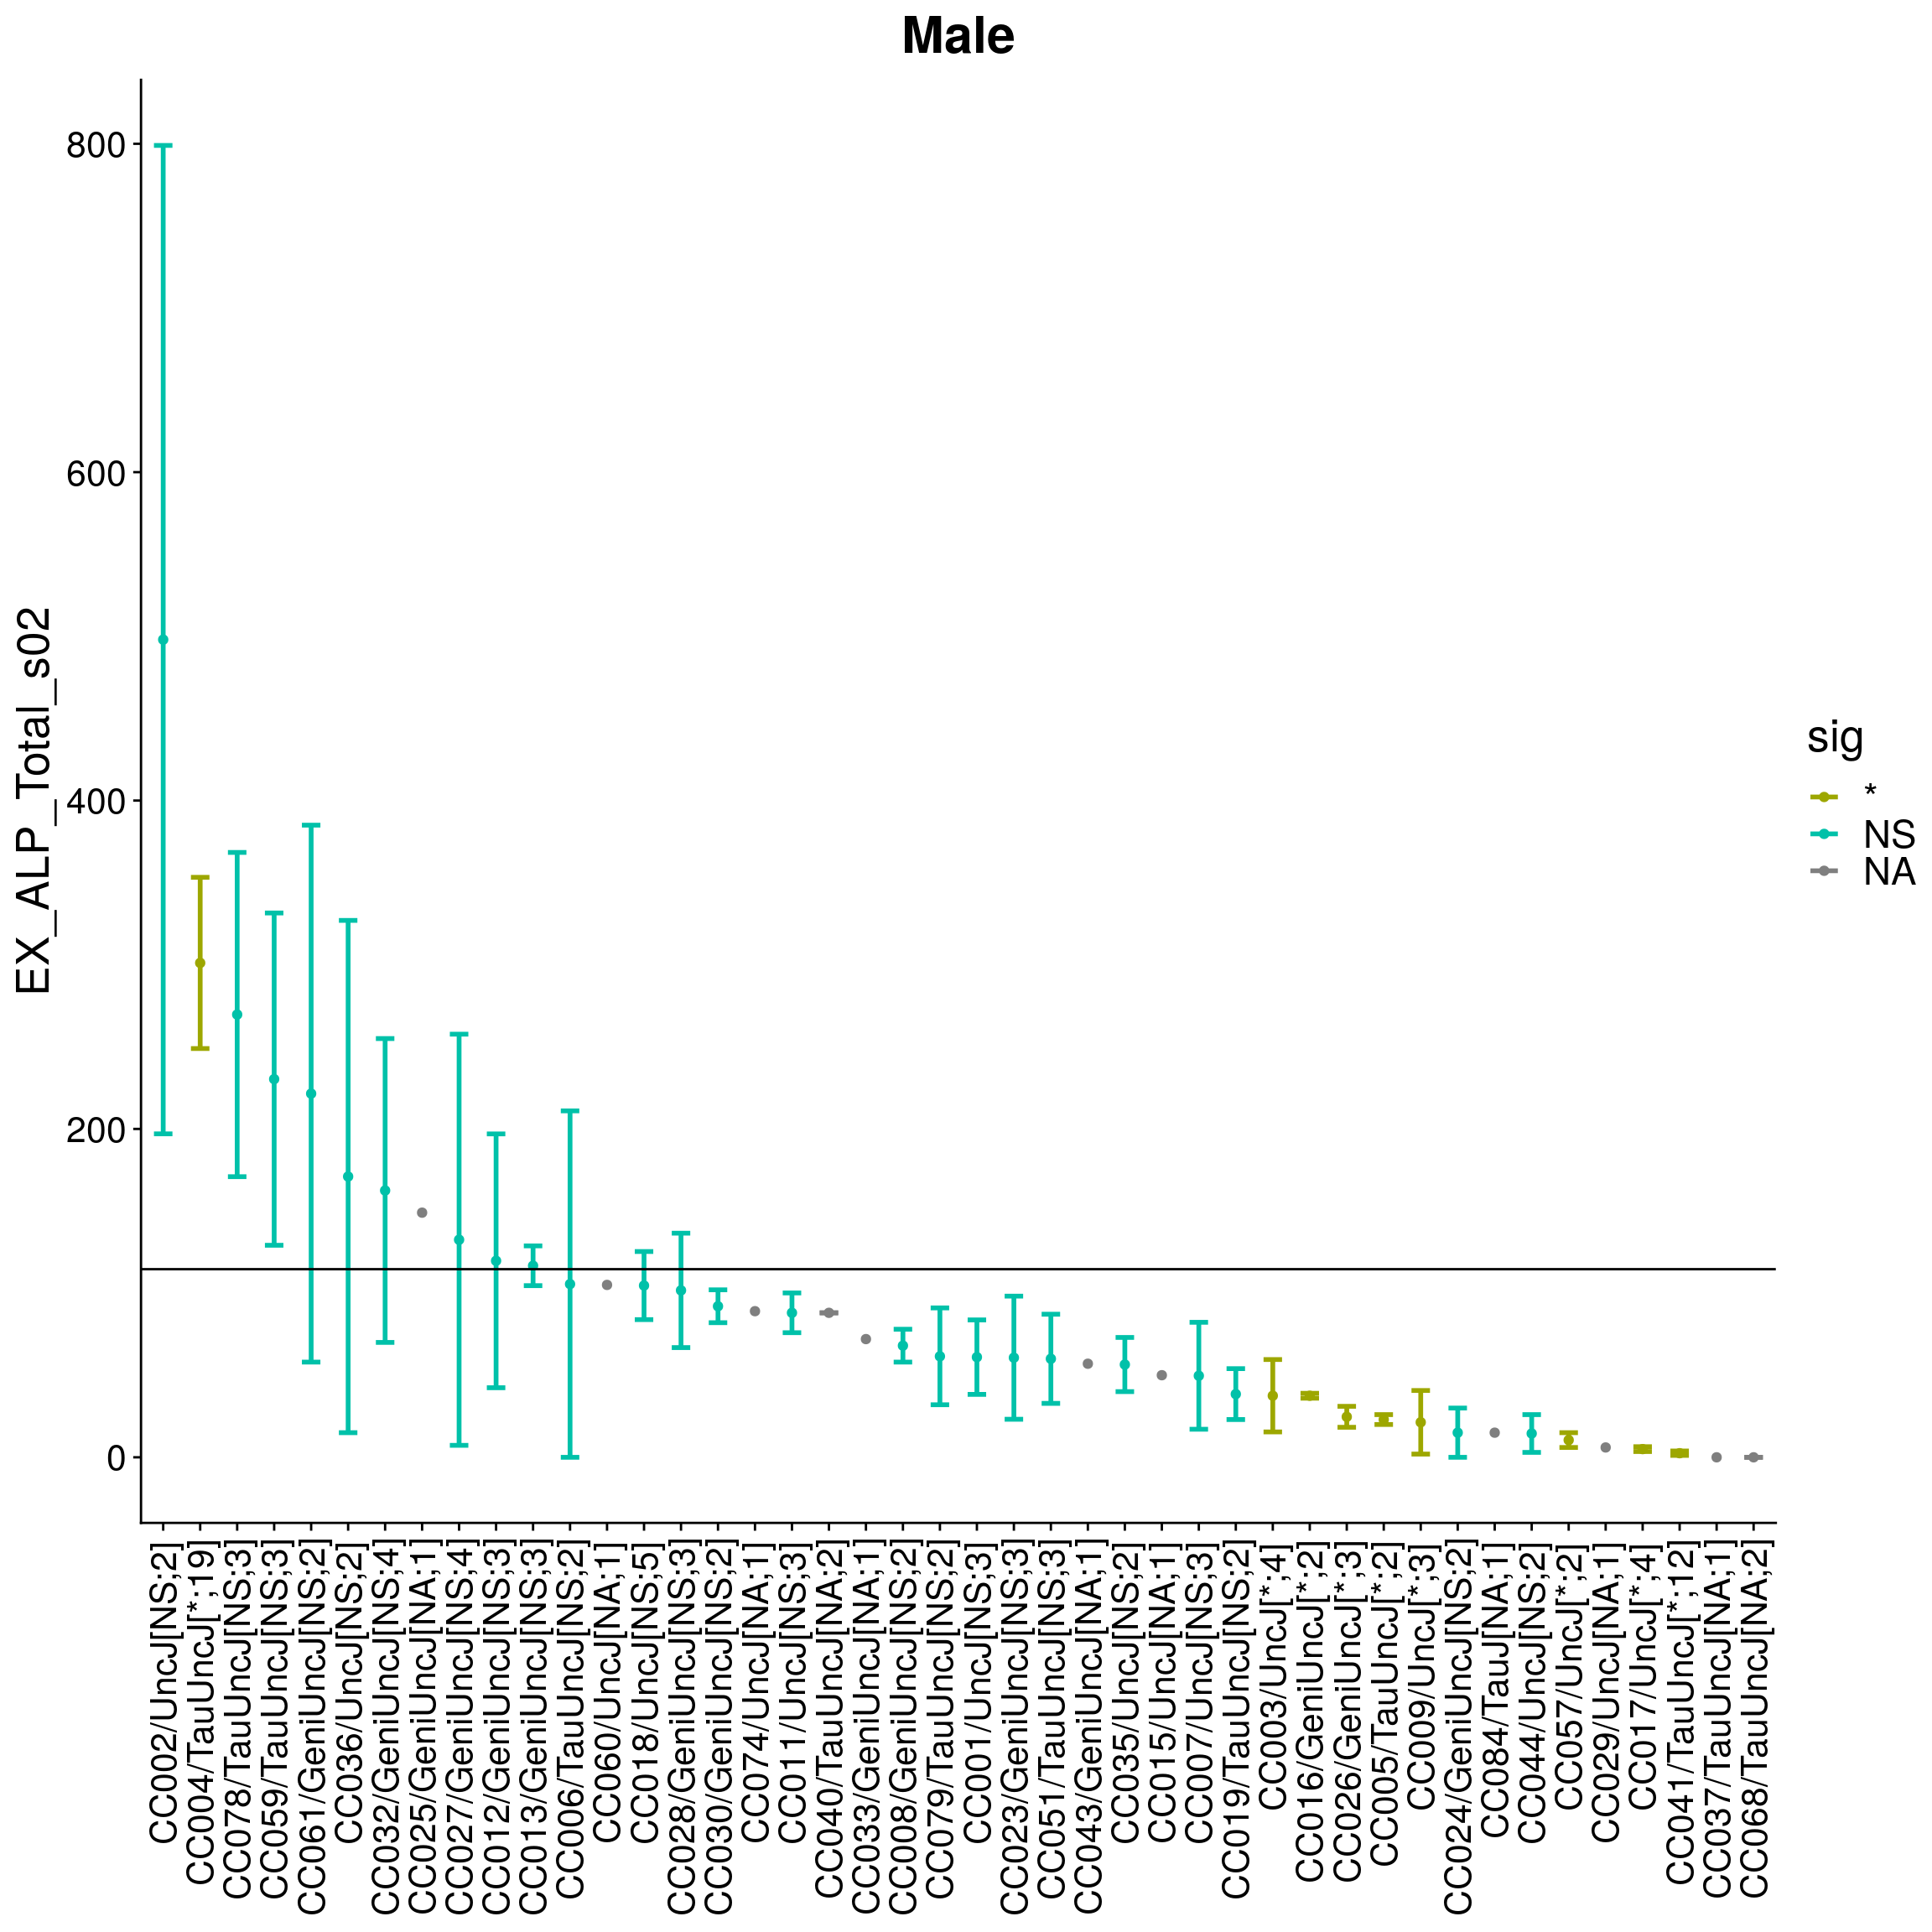 Male
EX_ALP_Total_s02
800
600
400
200
0
sig
*
NS
NA
CC002/UncJ[NS;2]
CC004/TauUncJ[*;19]
CC078/TauUncJ[NS;3]
CC059/TauUncJ[NS;3]
CC061/GeniUncJ[NS;2]
CC036/UncJ[NS;2]
CC032/GeniUncJ[NS;4]
CC025/GeniUncJ[NA;1]
CC027/GeniUncJ[NS;4]
CC012/GeniUncJ[NS;3]
CC013/GeniUncJ[NS;3]
CC006/TauUncJ[NS;2]
CC060/UncJ[NA;1]
CC018/UncJ[NS;5]
CC028/GeniUncJ[NS;3]
CC030/GeniUncJ[NS;2]
CC074/UncJ[NA;1]
CC011/UncJ[NS;3]
CC040/TauUncJ[NA;2]
CC033/GeniUncJ[NA;1]
CC008/GeniUncJ[NS;2]
CC079/TauUncJ[NS;2]
CC001/UncJ[NS;3]
CC023/GeniUncJ[NS;3]
CC051/TauUncJ[NS;3]
CC043/GeniUncJ[NA;1]
CC035/UncJ[NS;2]
CC015/UncJ[NA;1]
CC007/UncJ[NS;3]
CC019/TauUncJ[NS;2]
CC003/UncJ[*;4]
CC016/GeniUncJ[*;2]
CC026/GeniUncJ[*;3]
CC005/TauUncJ[*;2]
CC009/UncJ[*;3]
CC024/GeniUncJ[NS;2]
CC084/TauJ[NA;1]
CC044/UncJ[NS;2]
CC057/UncJ[*;2]
CC029/UncJ[NA;1]
CC017/UncJ[*;4]
CC041/TauUncJ[*;12]
CC037/TauUncJ[NA;1]
CC068/TauUncJ[NA;2]